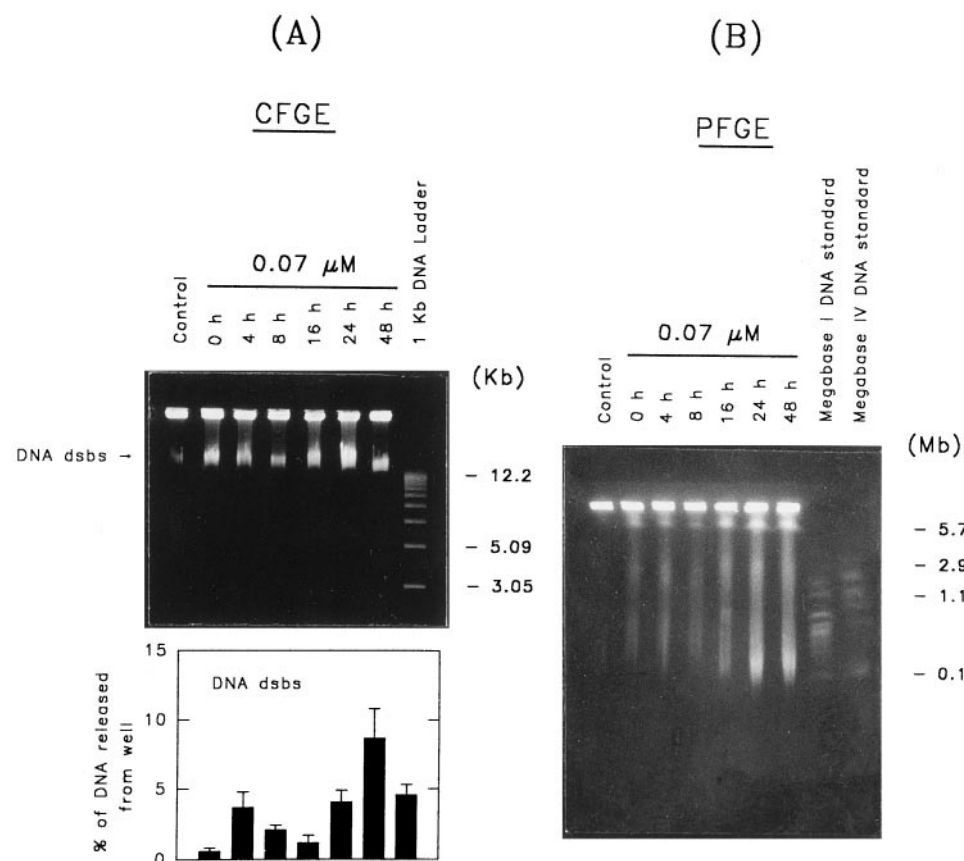 (A)
CFGE
0.07 μM
Control
0 h
4 h
8 h
16 h
24 h
48 h
1 Kb DNA Ladder
(Kb)
DNA dsbs →
– 12.2
– 5.09
– 3.05
15
10
5
0
DNA dsbs
% of DNA released
from well
(B)
PFGE
0.07 μM
Control
0 h
4 h
8 h
16 h
24 h
48 h
Megabase I DNA standard
Megabase IV DNA standard
(Mb)
– 5.7
– 2.9
– 1.1
– 0.1